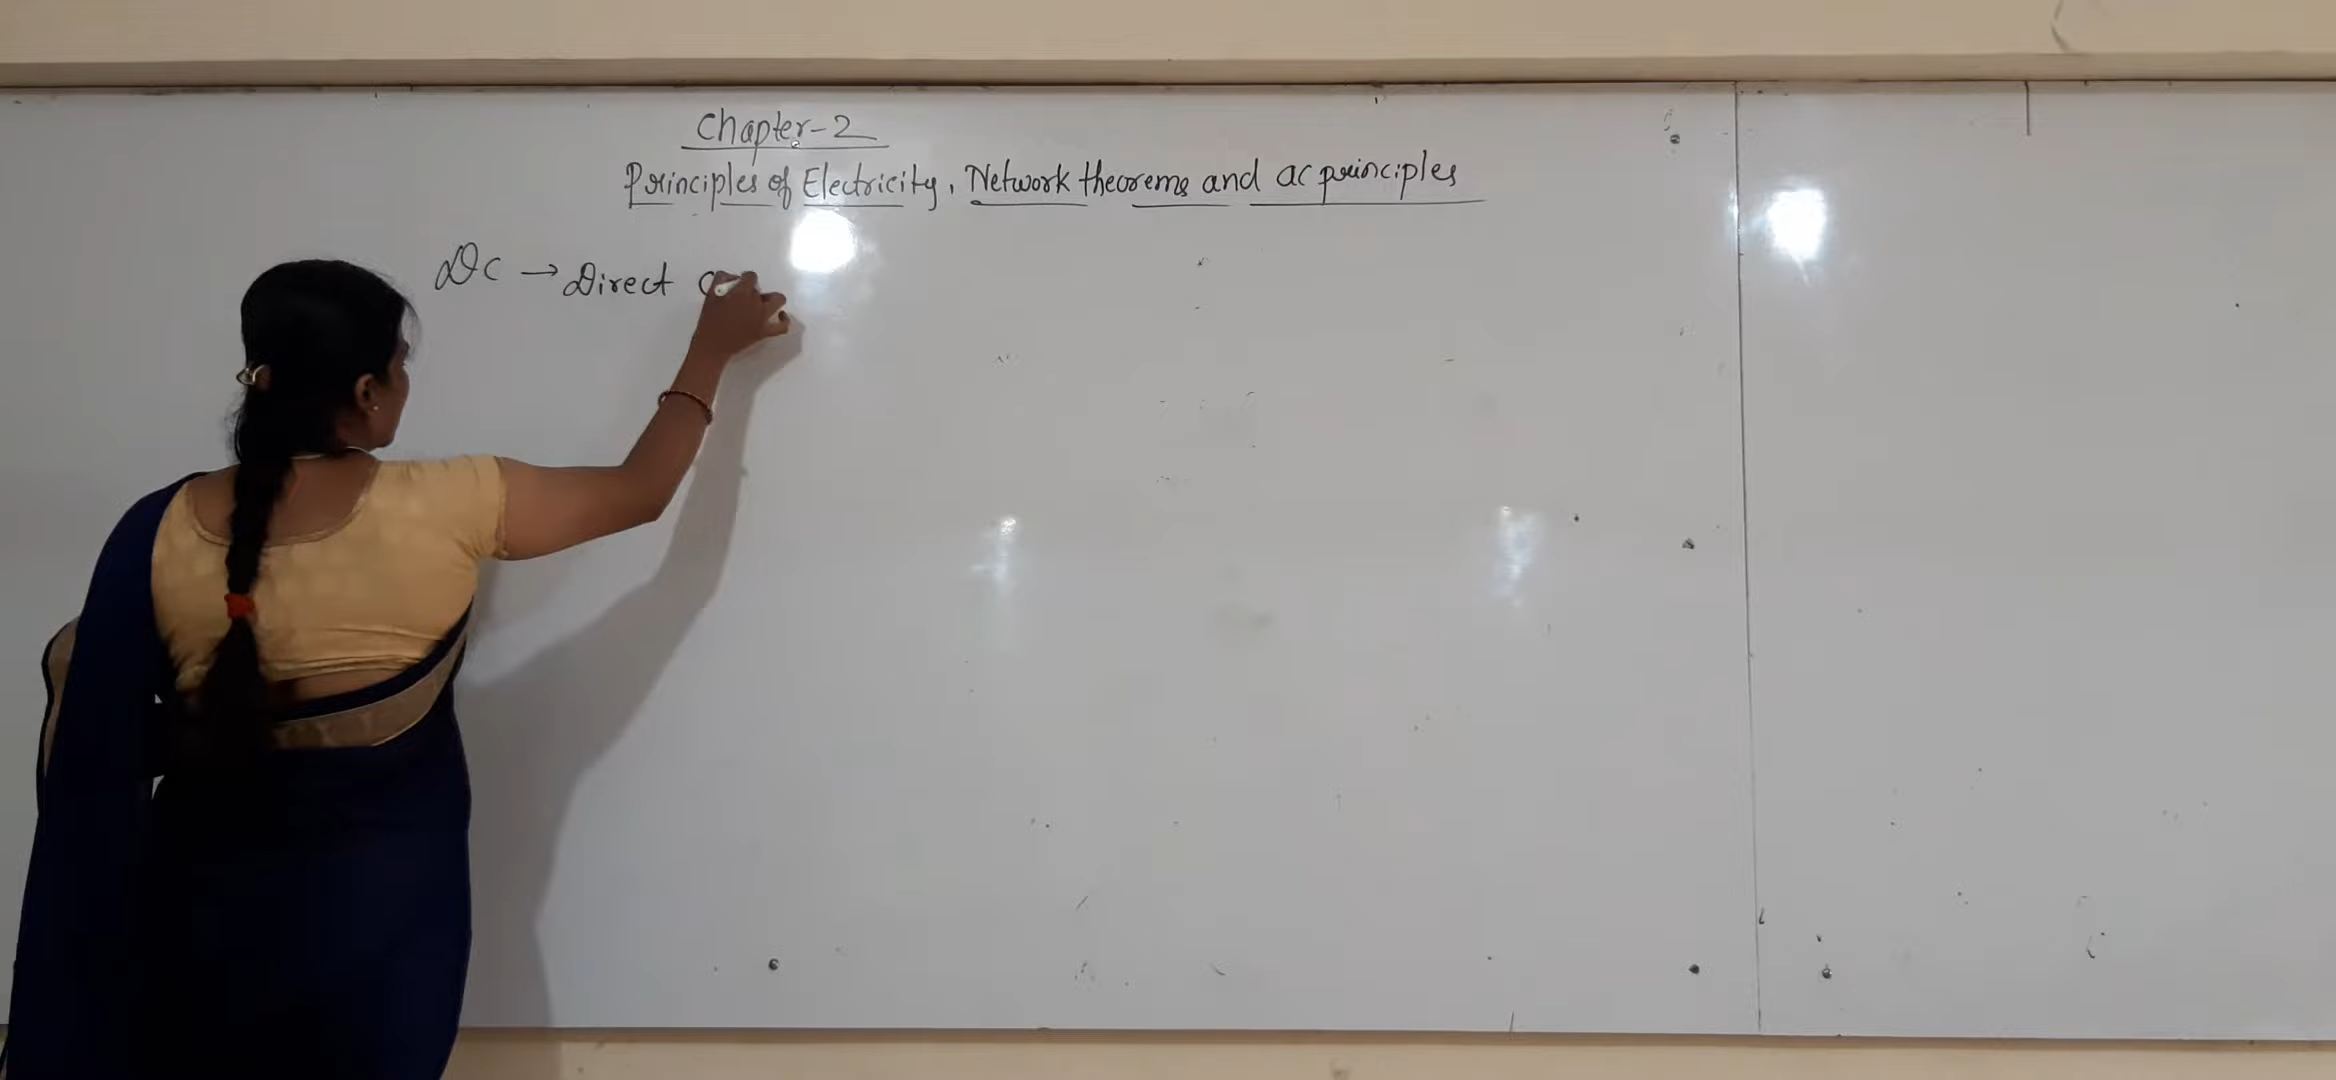 Chapter-2
Principles of Electricity, Network theorems and ac principles
DC → Direct C